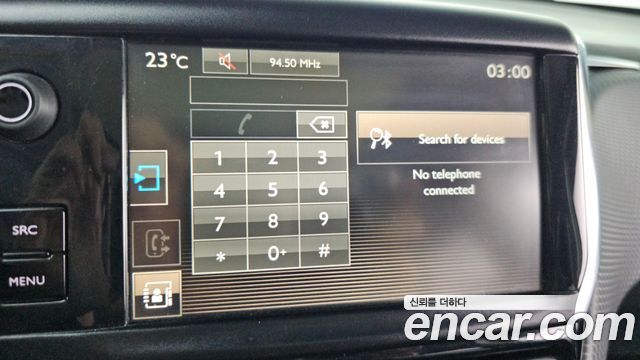 23°C
94.50 MHz
03:00
Search for devices
No telephone
connected
1 2 3
4 5 6
7 8 9
* 0+ #
SRC
MENU
신뢰를 더하다
encar.com